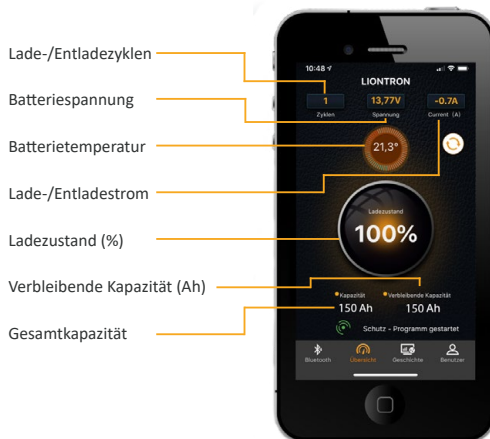 Lade-/Entladezyklen
Batteriespannung
Batterietemperatur
Lade-/Entladestrom
Ladezustand (%)
Verbleibende Kapazität (Ah)
Gesamtkapazität
10:48
LIONTRON
1 13,77V -0.7A
Zyklen Spannung Current (A)
21,3°
Ladezustand
100%
Kapazität Verbleibende Kapazität
150 Ah 150 Ah
Schutz - Programm gestartet
Bluetooth Übersicht Geschichte Benutzer